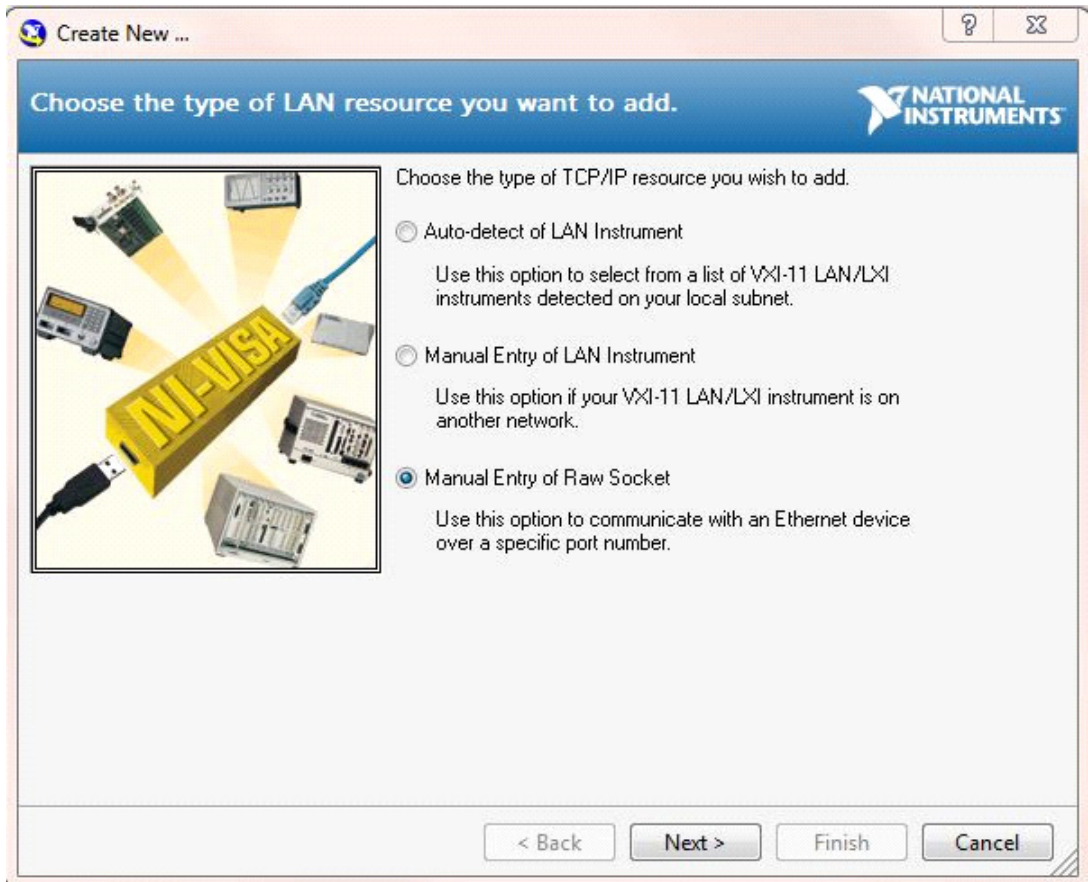 Create New ...
Choose the type of LAN resource you want to add.
NATIONAL
INSTRUMENTS
NI-VISA
Choose the type of TCP/IP resource you wish to add.
Auto-detect of LAN Instrument
Use this option to select from a list of VXI-11 LAN/LXI
instruments detected on your local subnet.
Manual Entry of LAN Instrument
Use this option if your VXI-11 LAN/LXI instrument is on
another network.
Manual Entry of Raw Socket
Use this option to communicate with an Ethernet device
over a specific port number.
< Back
Next >
Finish
Cancel